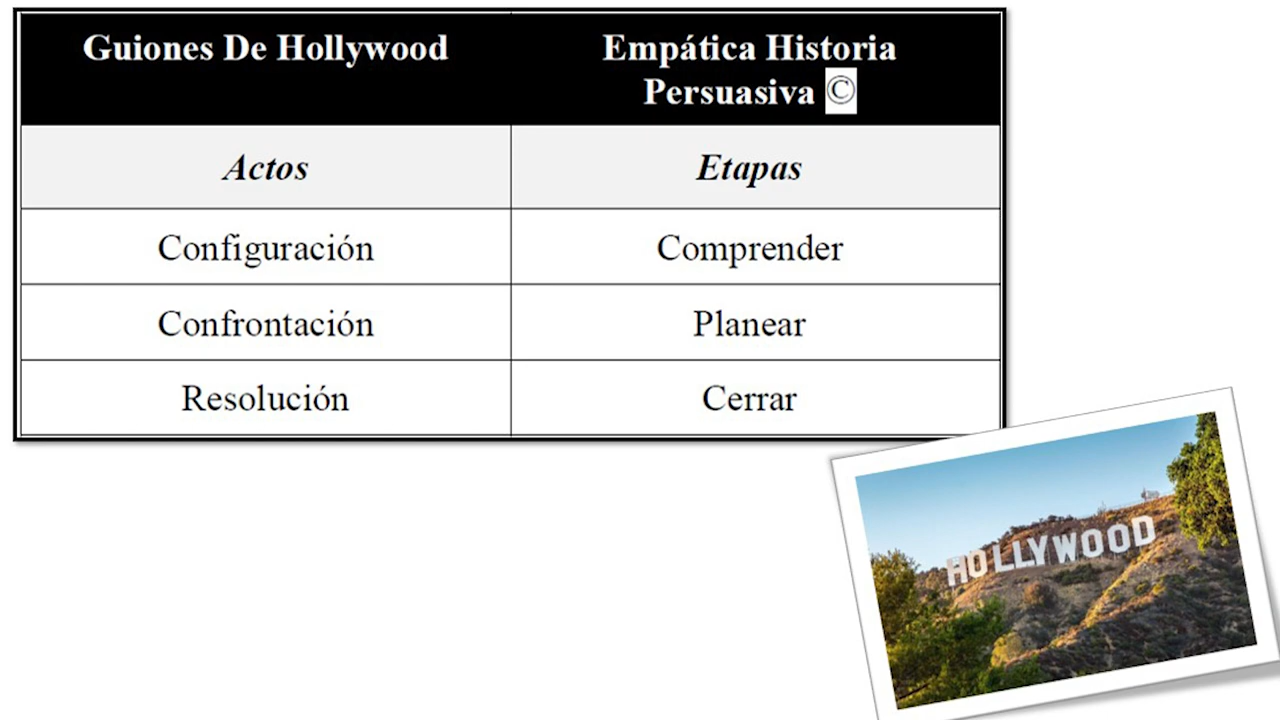 Guiones De Hollywood
Empática Historia
Persuasiva ©
Actos
Etapas
Configuración
Comprender
Confrontación
Planear
Resolución
Cerrar
HOLLYWOOD